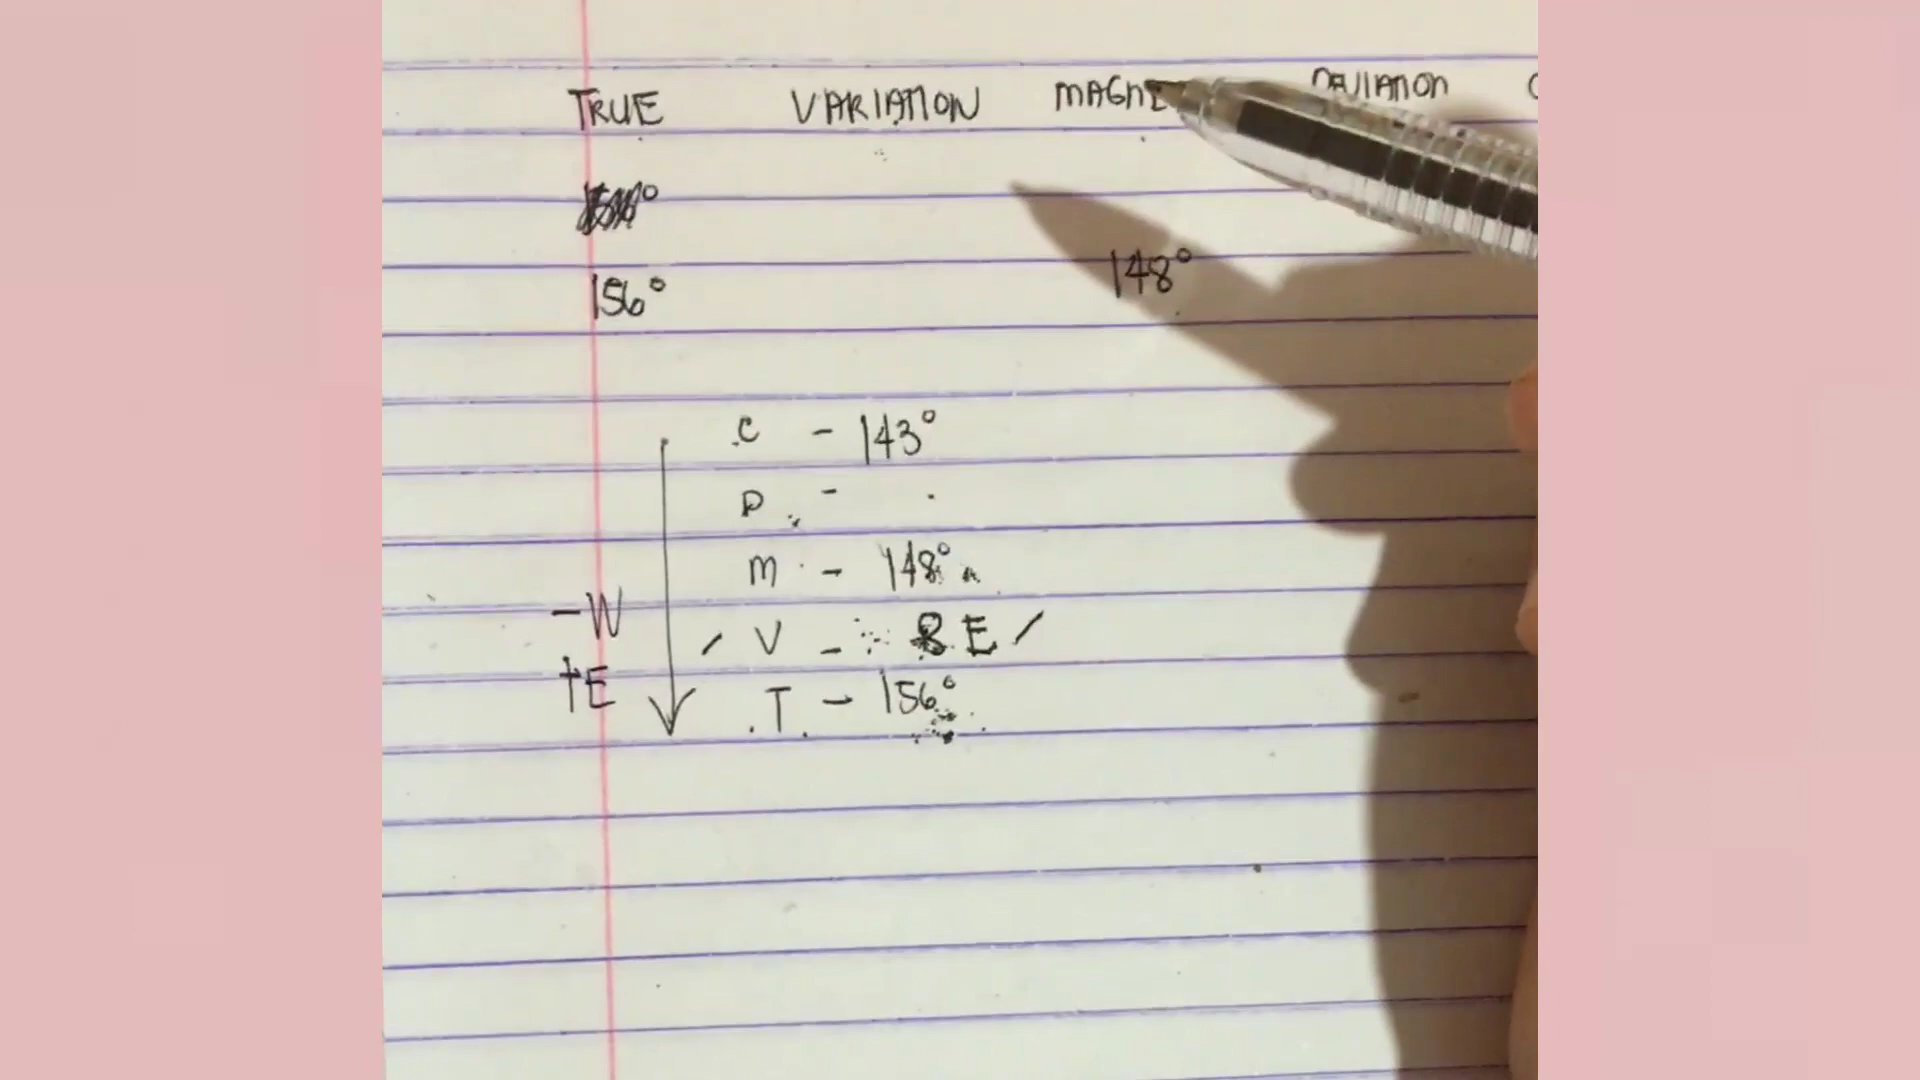 TRUE VARIATION MAGNE DEVIATION C
156° 148°
C - 143°
D -
M - 148°
-W V - 8E
+E T - 156°